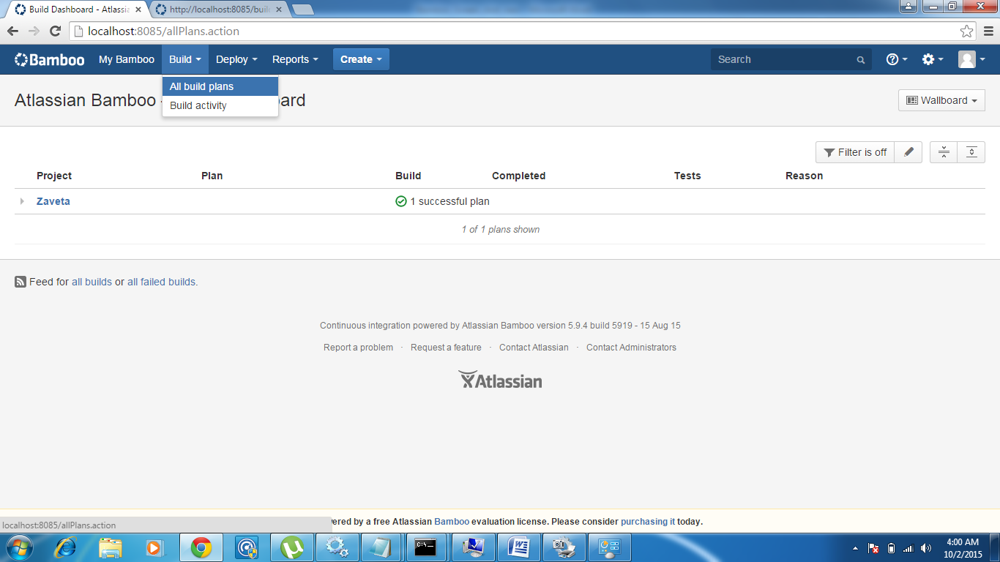 Build Dashboard - Atlassia
http://localhost:8085/build
localhost:8085/allPlans.action
Bamboo My Bamboo Build Deploy Reports Create Search
All build plans
Build activity
Atlassian Bamboo
ard
Wallboard
Filter is off
Project Plan Build Completed Tests Reason
Zaveta 1 successful plan
1 of 1 plans shown
Feed for all builds or all failed builds.
Continuous integration powered by Atlassian Bamboo version 5.9.4 build 5919 - 15 Aug 15
Report a problem · Request a feature · Contact Atlassian · Contact Administrators
Atlassian
ered by a free Atlassian Bamboo evaluation license. Please consider purchasing it today.
localhost:8085/allPlans.action
C:\
4:00 AM
10/2/2015